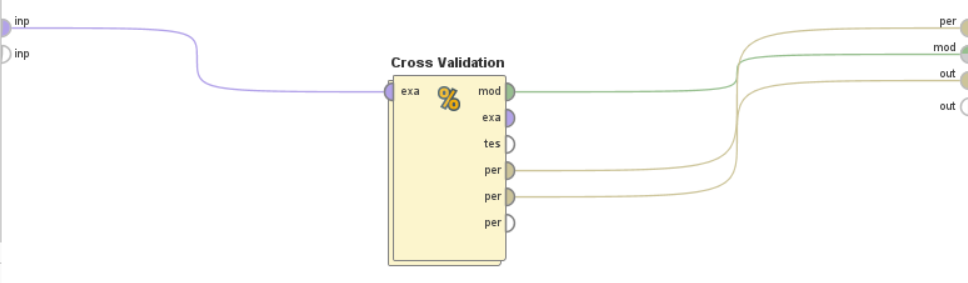 inp
inp
Cross Validation
exa
mod
exa
tes
per
per
per
per
mod
out
out